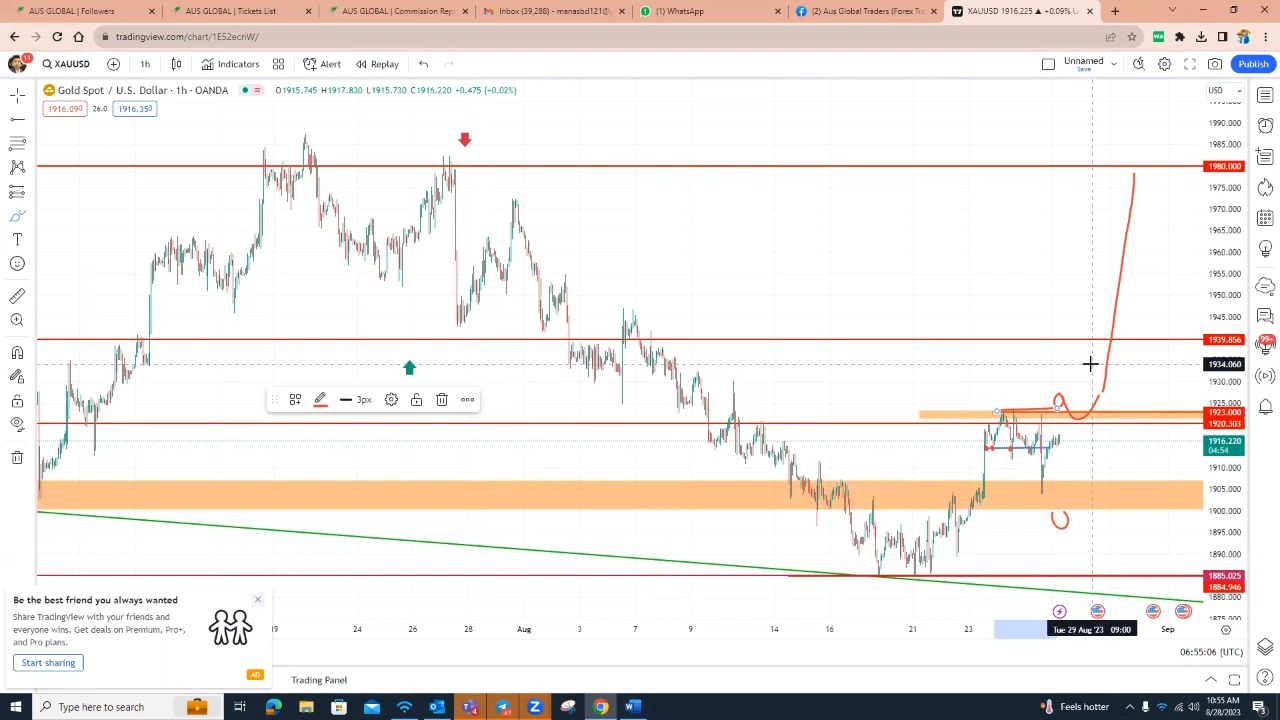 AUS GLOBAL | Follows
AUS GLOBAL | Tickets List
AUS GLOBAL | Commission Rep
Inbox (39,288) - manasbd121@g
(1) WhatsApp
(2) Aus Global Traders (Forex Tra
XAUUSD 1916.225 ▲ +0.09% U
tradingview.com/chart/1ES2ecnW/
11
XAUUSD
1h
Indicators
Alert
Replay
Unnamed
Save
Publish
Gold Spot / U.S. Dollar · 1h · OANDA
O1915.745 H1917.830 L1915.730 C1916.220 +0.475 (+0.02%)
USD
1916.090
26.0
1916.350
1990.000
1985.000
1980.000
1975.000
1970.000
1965.000
1960.000
1955.000
1950.000
1945.000
1939.856
1934.060
1930.000
1925.000
1923.000
1920.303
1916.220
04:54
1910.000
1905.000
1900.000
1895.000
1890.000
1885.025
1884.946
1880.000
1875.000
99+
3px
Be the best friend you always wanted
Share TradingView with your friends and
everyone wins. Get deals on Premium, Pro+,
and Pro plans.
Start sharing
AD
19
24
26
28
Aug
3
7
9
14
16
21
23
Tue 29 Aug '23 09:00
Sep
06:55:06 (UTC)
Trading Panel
Type here to search
Feels hotter
10:55 AM
8/28/2023